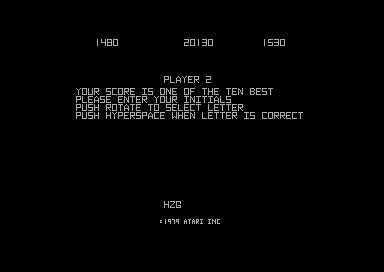 1480 20130 1530
PLAYER 2
YOUR SCORE IS ONE OF THE TEN BEST
PLEASE ENTER YOUR INITIALS
PUSH ROTATE TO SELECT LETTER
PUSH HYPERSPACE WHEN LETTER IS CORRECT
HZG
©1979 ATARI INC